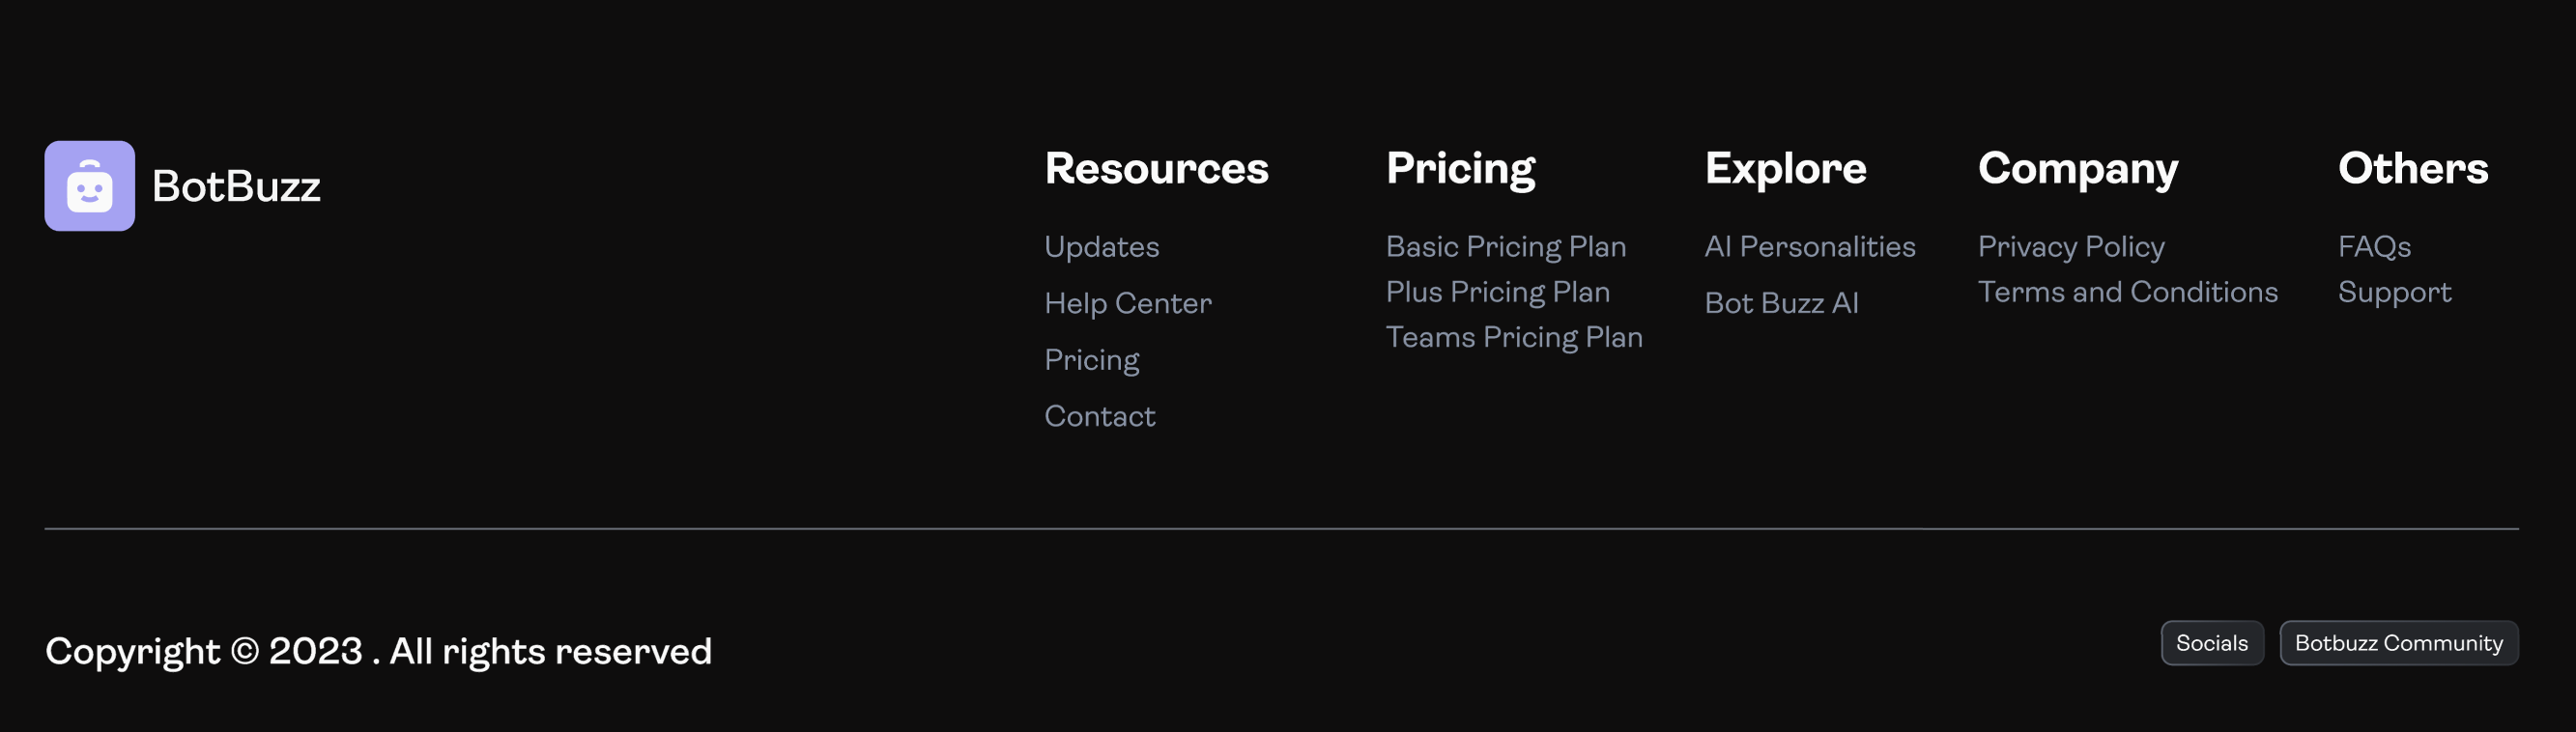 BotBuzz
Resources
Updates
Help Center
Pricing
Contact
Pricing
Basic Pricing Plan
Plus Pricing Plan
Teams Pricing Plan
Explore
AI Personalities
Bot Buzz AI
Company
Privacy Policy
Terms and Conditions
Others
FAQs
Support
Copyright © 2023 . All rights reserved
Socials
Botbuzz Community